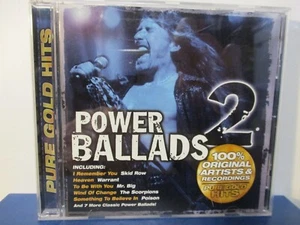 PURE GOLD HITS
POWER
BALLADS 2
INCLUDING:
I Remember You Skid Row
Heaven Warrant
To Be With You Mr. Big
Wind Of Change The Scorpions
Something To Believe In Poison
And 7 More Classic Power Ballads!
100%
ORIGINAL
ARTISTS &
RECORDINGS
HITS